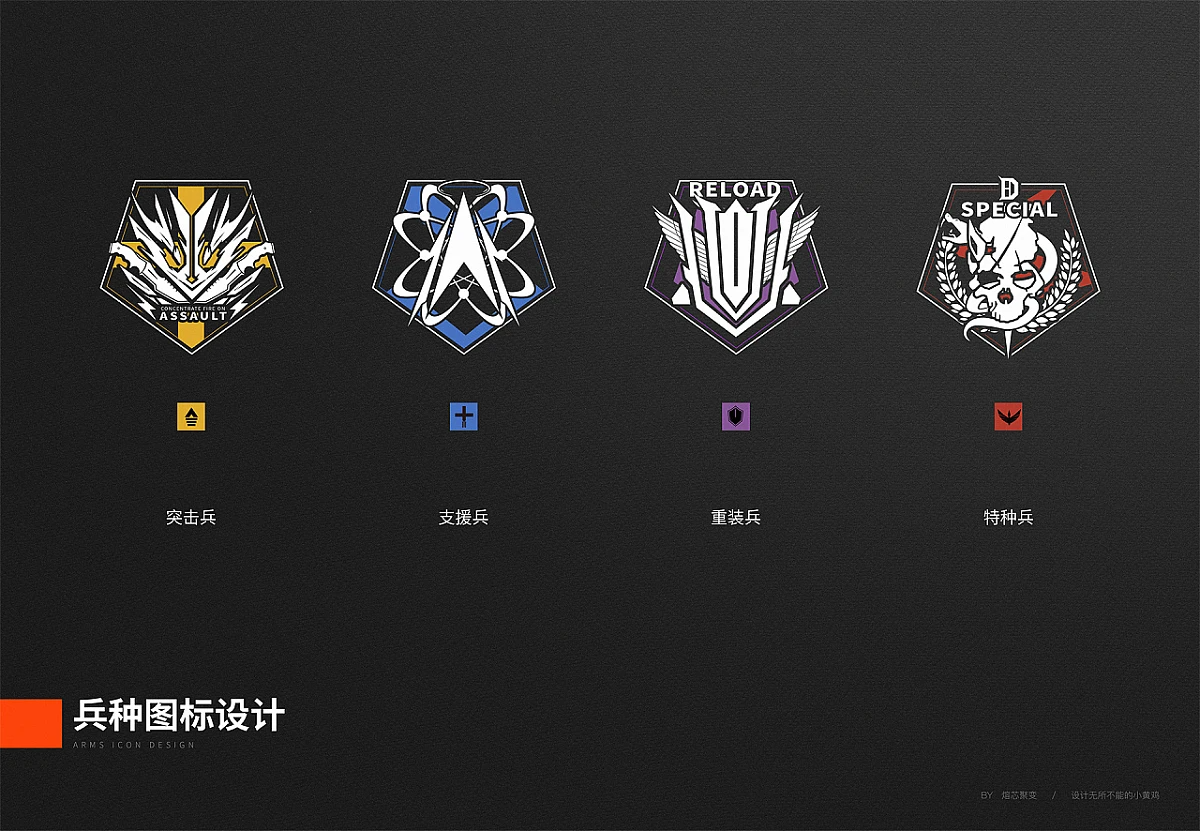 CONCENTRATE FIRE ON
ASSAULT
RELOAD
D
SPECIAL
突击兵
支援兵
重装兵
特种兵
兵种图标设计
ARMS ICON DESIGN
BY 熔芯聚变 / 设计无所不能的小黄鸡